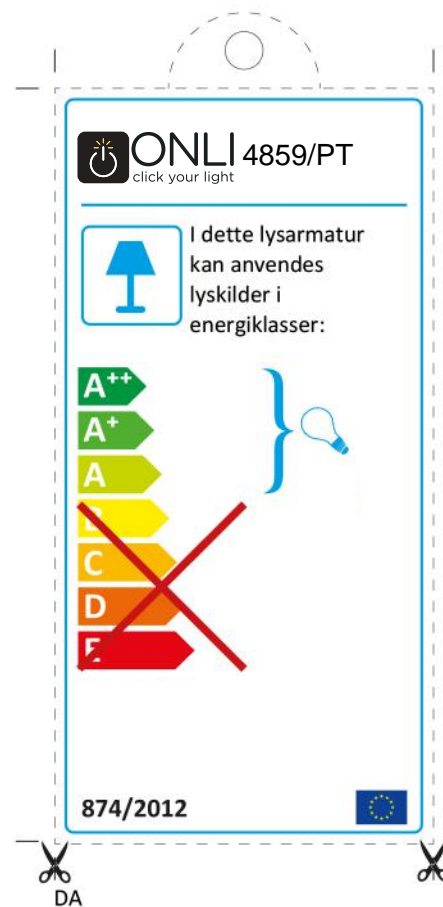 ONLI 4859/PT
click your light
I dette lysarmatur
kan anvendes
lyskilder i
energiklasser:
A++
A+
A
B
C
D
E
874/2012
DA